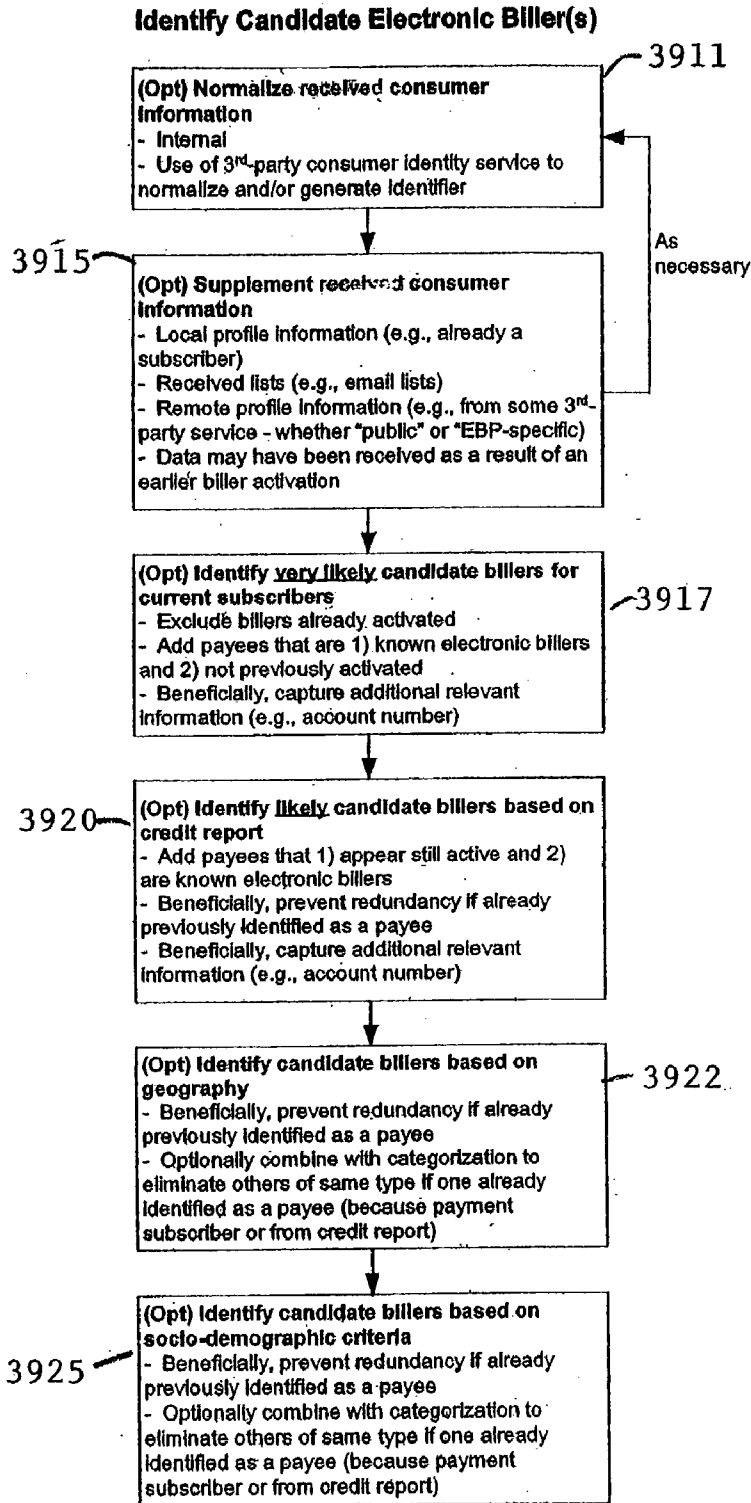 Identify Candidate Electronic Biller(s)
3911
(Opt) Normalize received consumer
information
- Internal
- Use of 3rd-party consumer identity service to
normalize and/or generate identifier
As
necessary
3915
(Opt) Supplement received consumer
information
- Local profile information (e.g., already a
subscriber)
- Received lists (e.g., email lists)
- Remote profile information (e.g., from some 3rd-
party service - whether "public" or "EBP-specific)
- Data may have been received as a result of an
earlier biller activation
(Opt) Identify very likely candidate billers for
current subscribers
- Exclude billers already activated
- Add payees that are 1) known electronic billers
and 2) not previously activated
- Beneficially, capture additional relevant
information (e.g., account number)
3917
3920
(Opt) Identify likely candidate billers based on
credit report
- Add payees that 1) appear still active and 2)
are known electronic billers
- Beneficially, prevent redundancy if already
previously identified as a payee
- Beneficially, capture additional relevant
information (e.g., account number)
(Opt) Identify candidate billers based on
geography
- Beneficially, prevent redundancy if already
previously identified as a payee
- Optionally combine with categorization to
eliminate others of same type if one already
identified as a payee (because payment
subscriber or from credit report)
3922
3925
(Opt) Identify candidate billers based on
socio-demographic criteria
- Beneficially, prevent redundancy if already
previously identified as a payee
- Optionally combine with categorization to
eliminate others of same type if one already
identified as a payee (because payment
subscriber or from credit report)